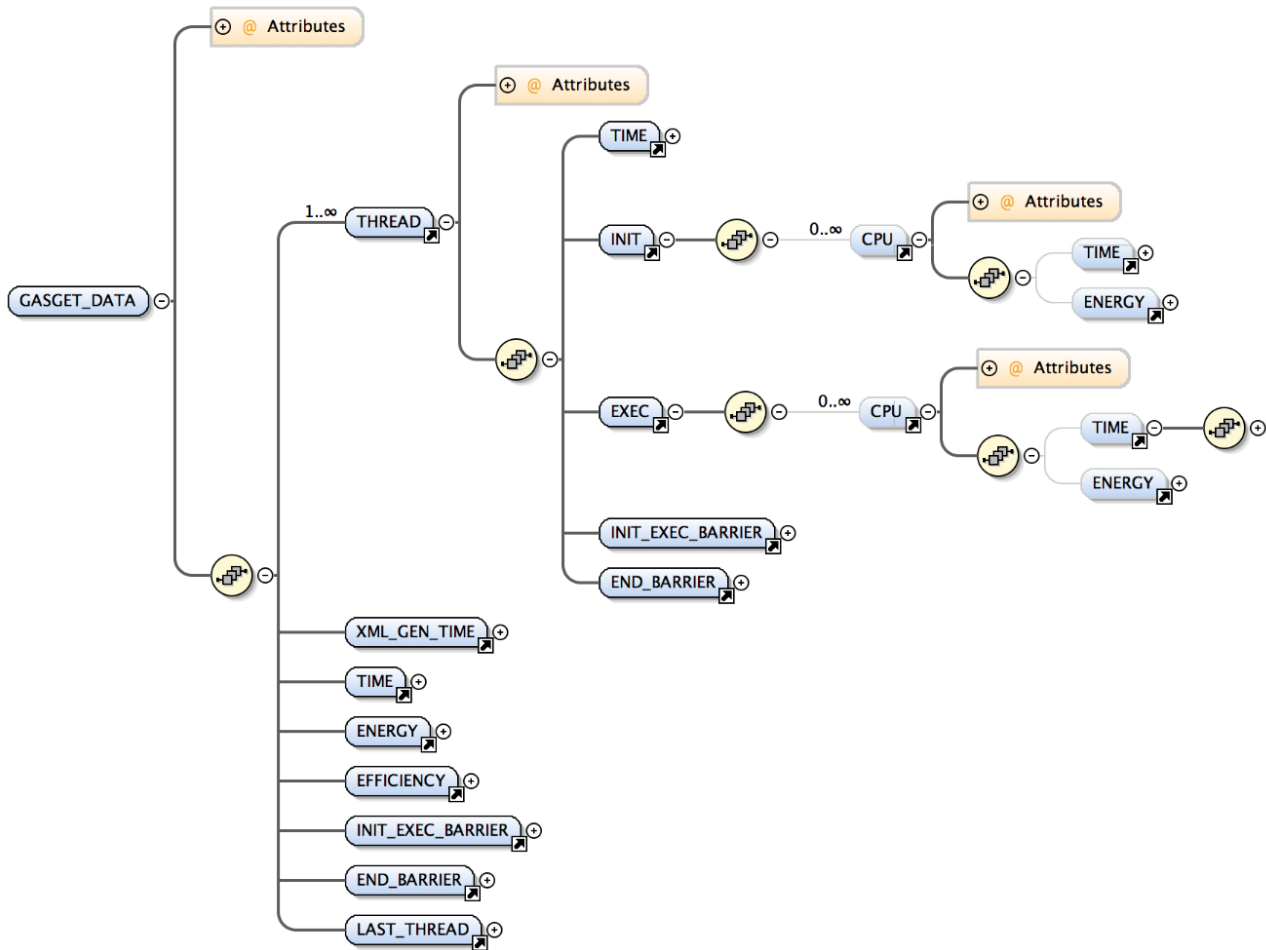 @ Attributes
@ Attributes
TIME
@ Attributes
1..∞
THREAD
0..∞
INIT
CPU
TIME
GASGET_DATA
ENERGY
@ Attributes
0..∞
EXEC
CPU
TIME
ENERGY
INIT_EXEC_BARRIER
END_BARRIER
XML_GEN_TIME
TIME
ENERGY
EFFICIENCY
INIT_EXEC_BARRIER
END_BARRIER
LAST_THREAD